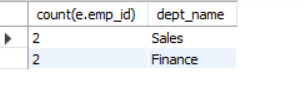 count(e.emp_id) dept_name
2 Sales
2 Finance